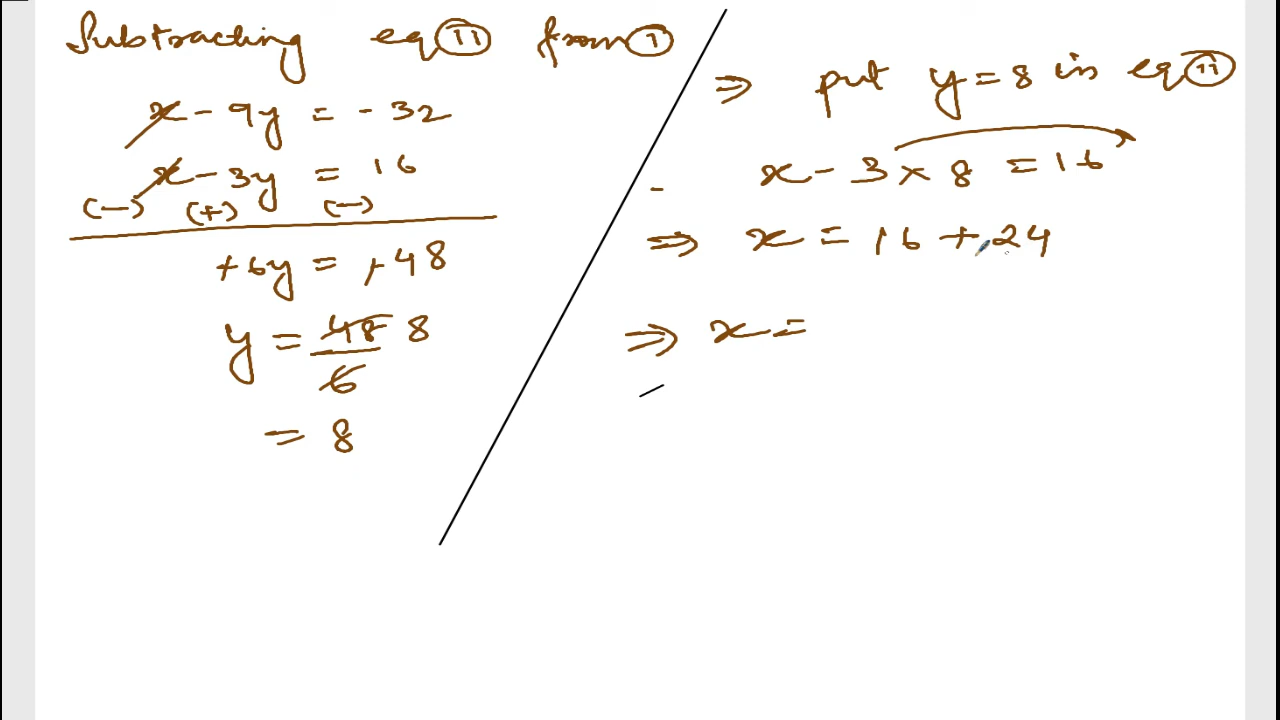 Subtracting eq (ii) from (i)
x - 9y = - 32
x - 3y = 16
(-) (+) (-)
+6y = +48
y = 48/6 8
= 8
⇒ put y = 8 in eq (ii)
x - 3 × 8 = 16
⇒ x = 16 + 24
⇒ x =